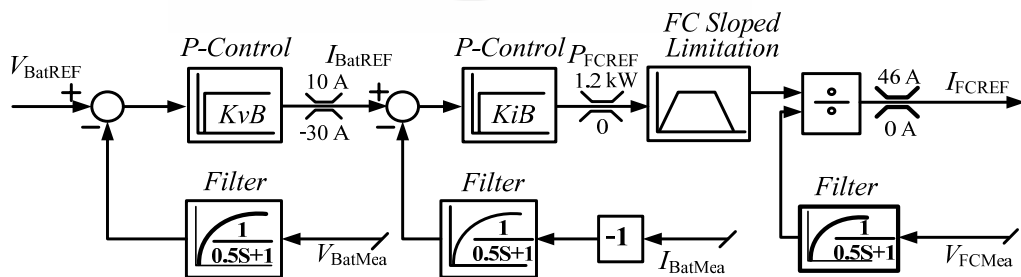 FC Sloped
Limitation
P-Control
I_BatREF
P-Control
P_FCREF
V_BatREF
10 A
1.2 kW
46 A
I_FCREF
+
−
KvB
-30 A
+
−
KiB
0
÷
÷
0 A
Filter
Filter
Filter
1
0.5S+1
V_BatMea
1
0.5S+1
-1
I_BatMea
1
0.5S+1
V_FCMea